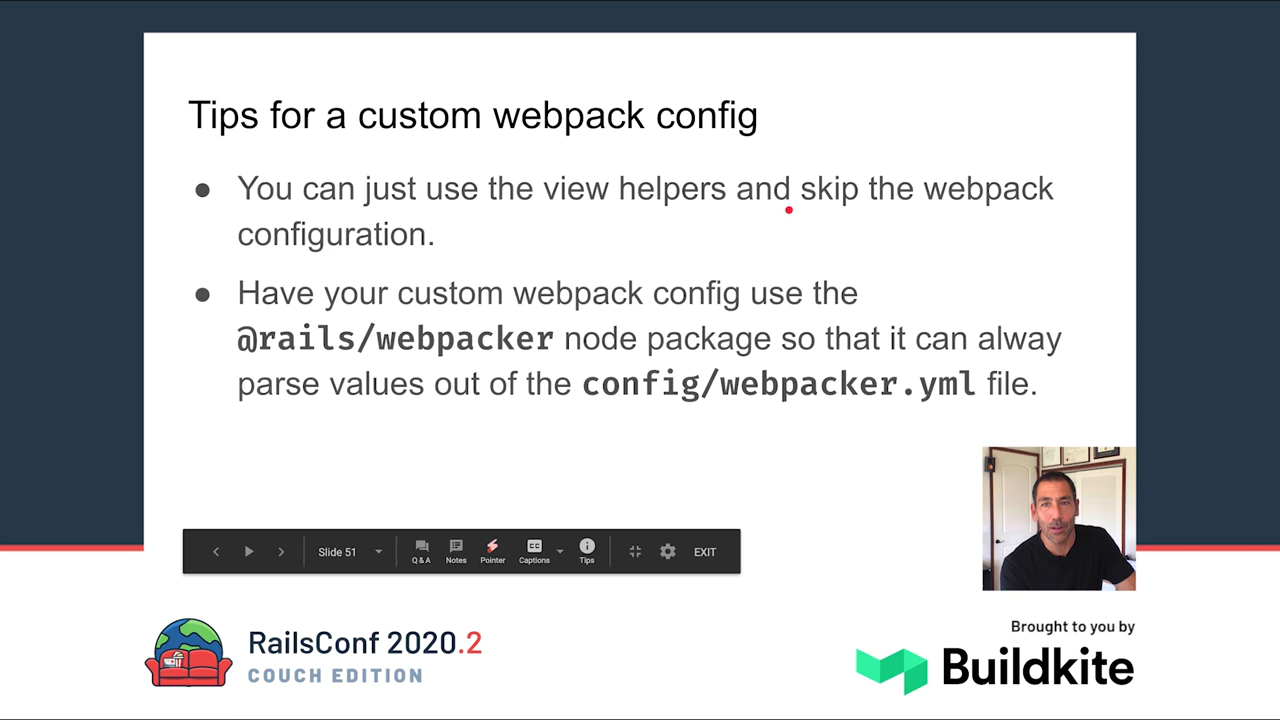 Tips for a custom webpack config
● You can just use the view helpers and skip the webpack
configuration.
● Have your custom webpack config use the
@rails/webpacker node package so that it can alway
parse values out of the config/webpacker.yml file.
Slide 51
Q & A
Notes
Pointer
CC
Captions
Tips
EXIT
RailsConf 2020.2
COUCH EDITION
Brought to you by
Buildkite